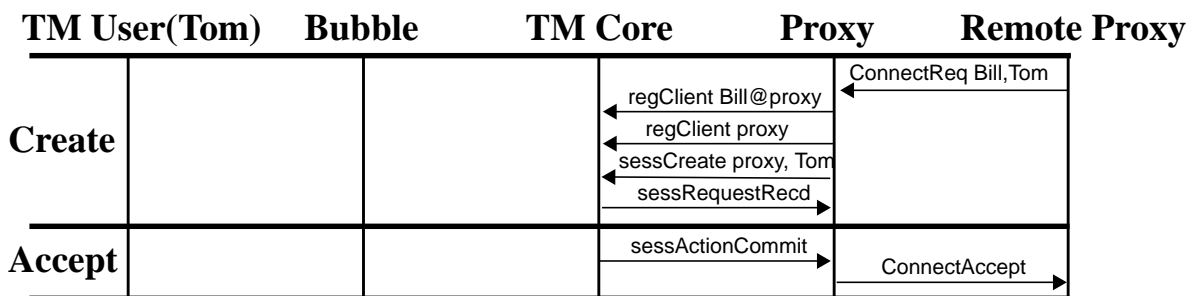 TM User(Tom) Bubble TM Core Proxy Remote Proxy
ConnectReq Bill,Tom
regClient Bill@proxy
regClient proxy
Create
sessCreate proxy, Tom
sessRequestRecd
sessActionCommit
Accept
ConnectAccept